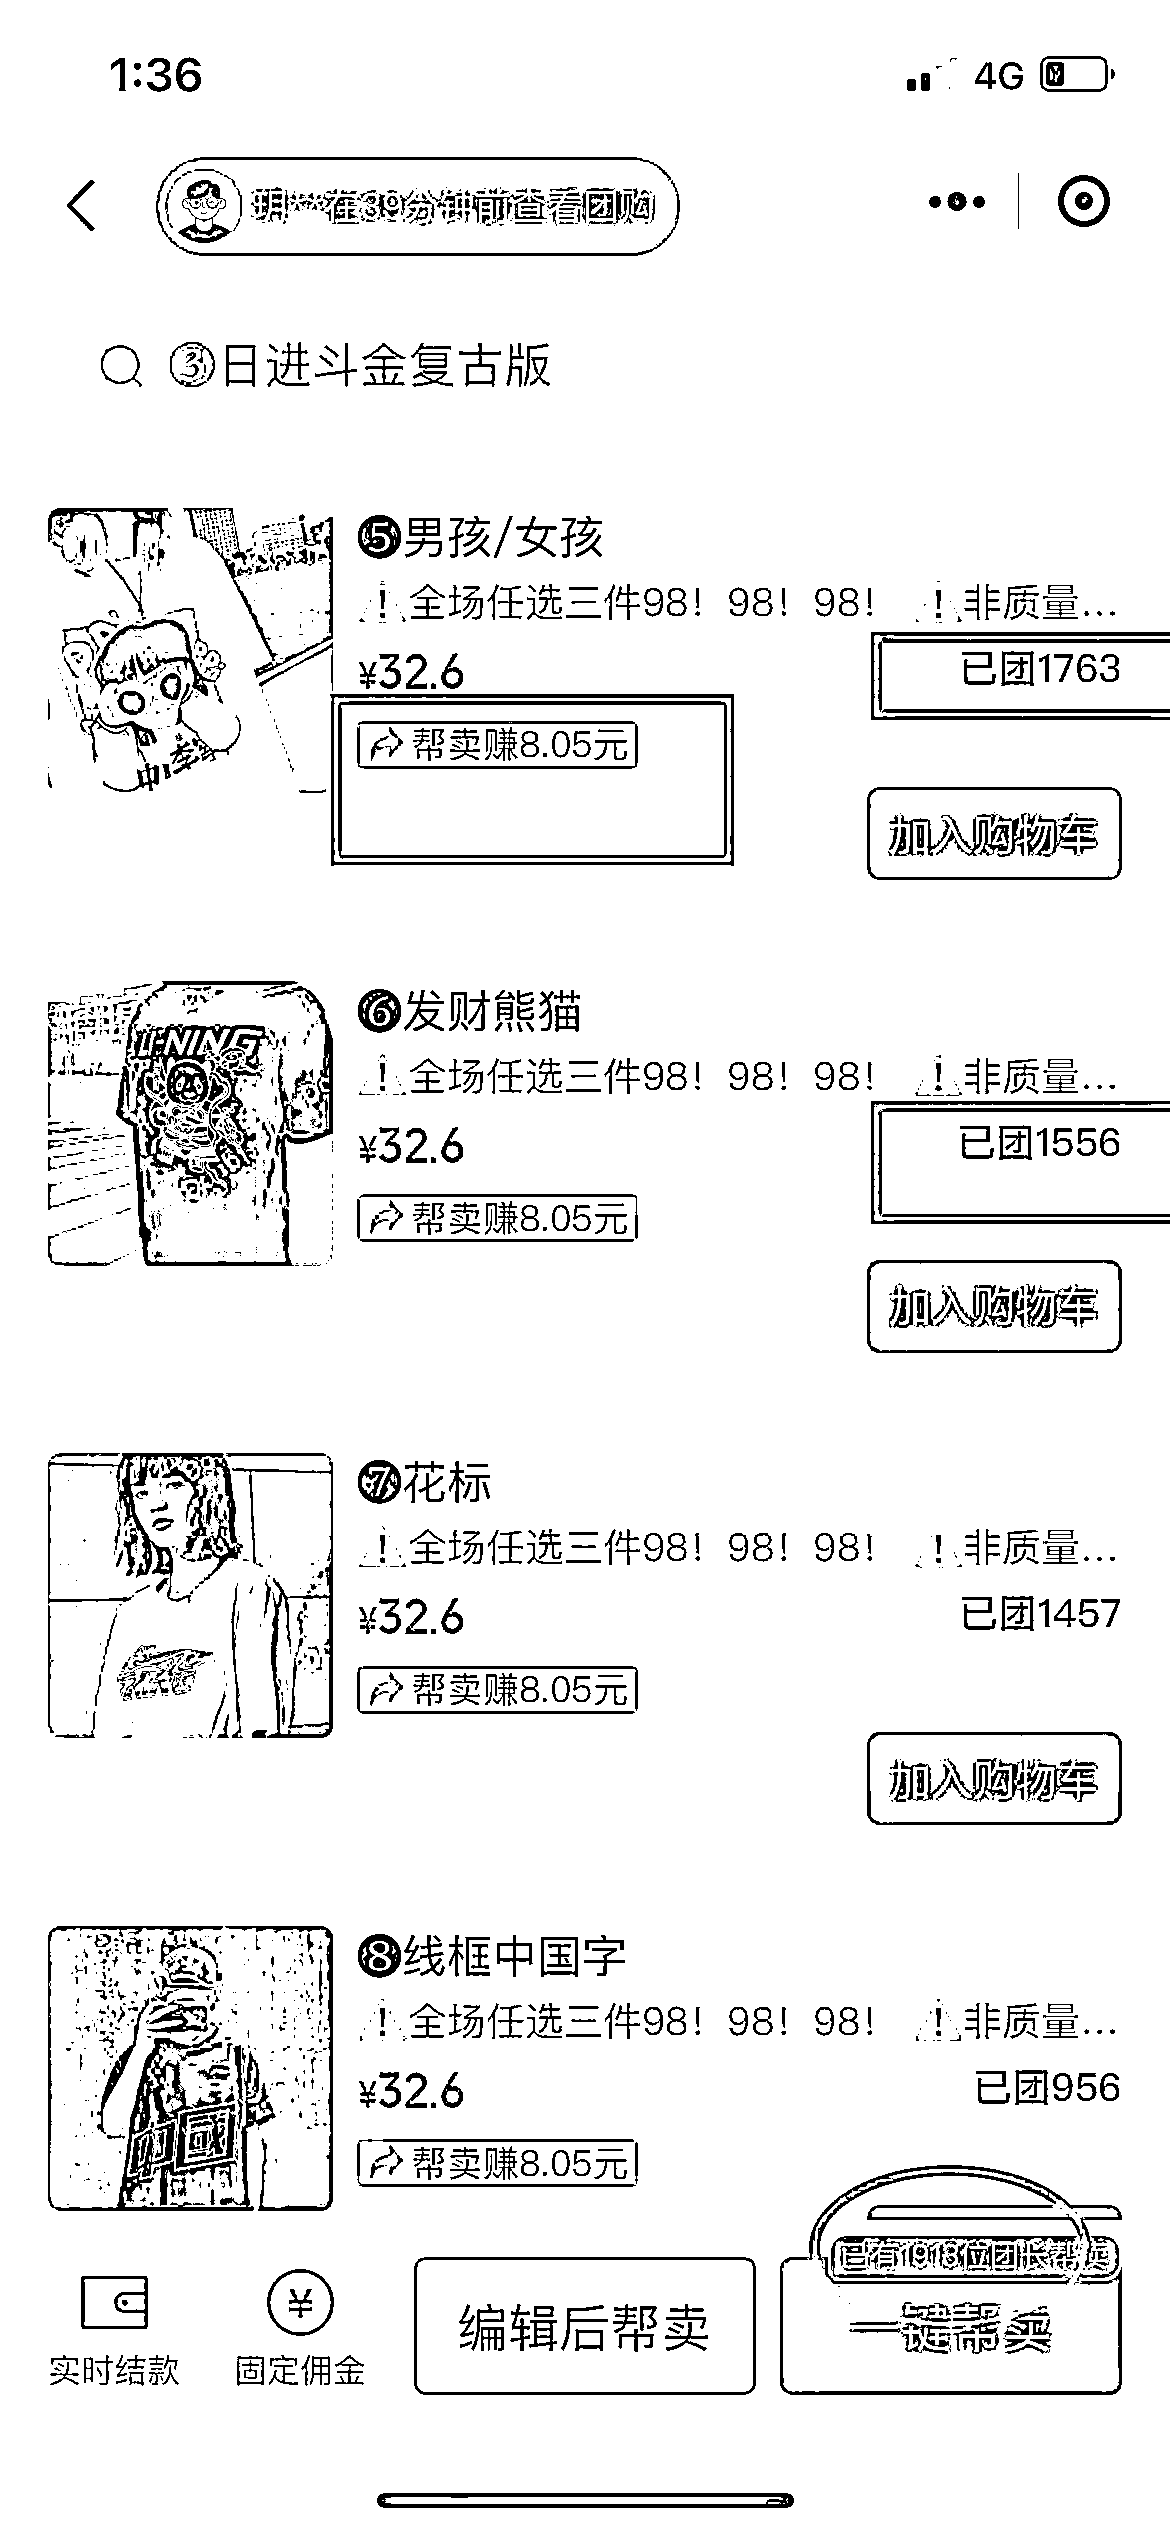 1:36
4G
玥**在39分钟前查看团购
③日进斗金复古版
❺男孩/女孩
⚠全场任选三件98！98！98！ ⚠非质量...
¥32.6
已团1763
帮卖赚8.05元
加入购物车
❻发财熊猫
⚠全场任选三件98！98！98！ ⚠非质量...
¥32.6
已团1556
帮卖赚8.05元
加入购物车
❼花标
⚠全场任选三件98！98！98！ ⚠非质量...
¥32.6
已团1457
帮卖赚8.05元
加入购物车
❽线框中国字
⚠全场任选三件98！98！98！ ⚠非质量...
¥32.6
已团956
帮卖赚8.05元
已有1918位团长帮卖
实时结款
固定佣金
编辑后帮卖
一键帮卖